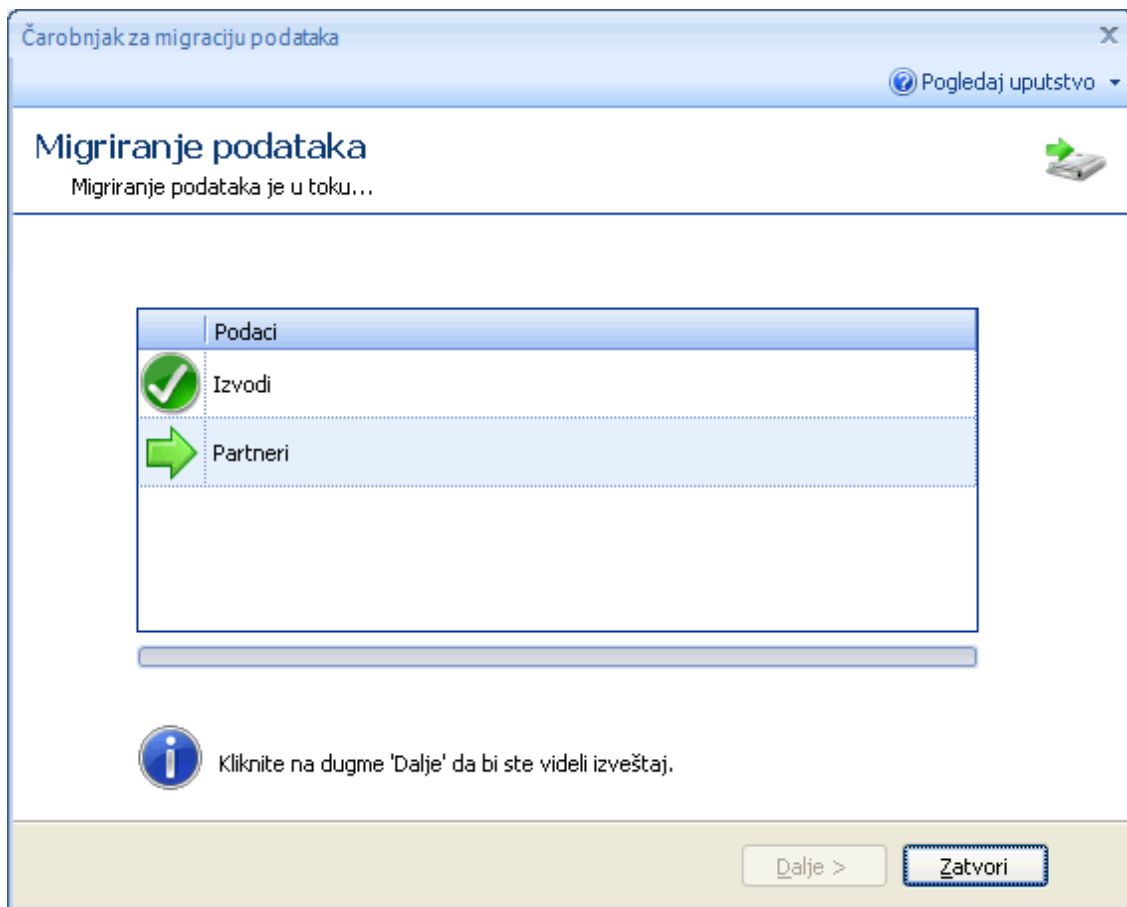 Čarobnjak za migraciju podataka
Pogledaj uputstvo
Migriranje podataka
Migriranje podataka je u toku...
Podaci
Izvodi
Partneri
Kliknite na dugme 'Dalje' da bi ste videli izveštaj.
Dalje > Zatvori